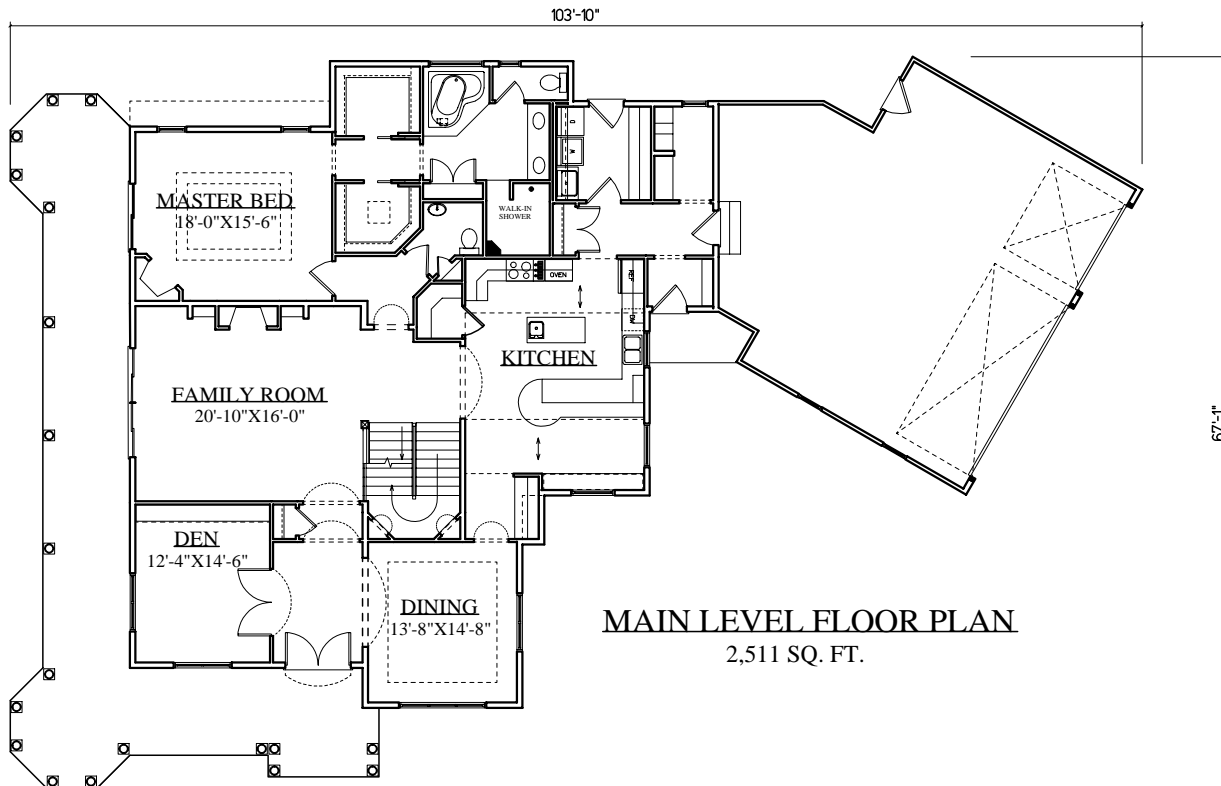 103'-10"
MASTER BED
18'-0"X15'-6"
D
W
WALK-IN
SHOWER
OVEN
REF
DW
KITCHEN
FAMILY ROOM
20'-10"X16'-0"
67'-1"
DEN
12'-4"X14'-6"
DINING
13'-8"X14'-8"
MAIN LEVEL FLOOR PLAN
2,511 SQ. FT.